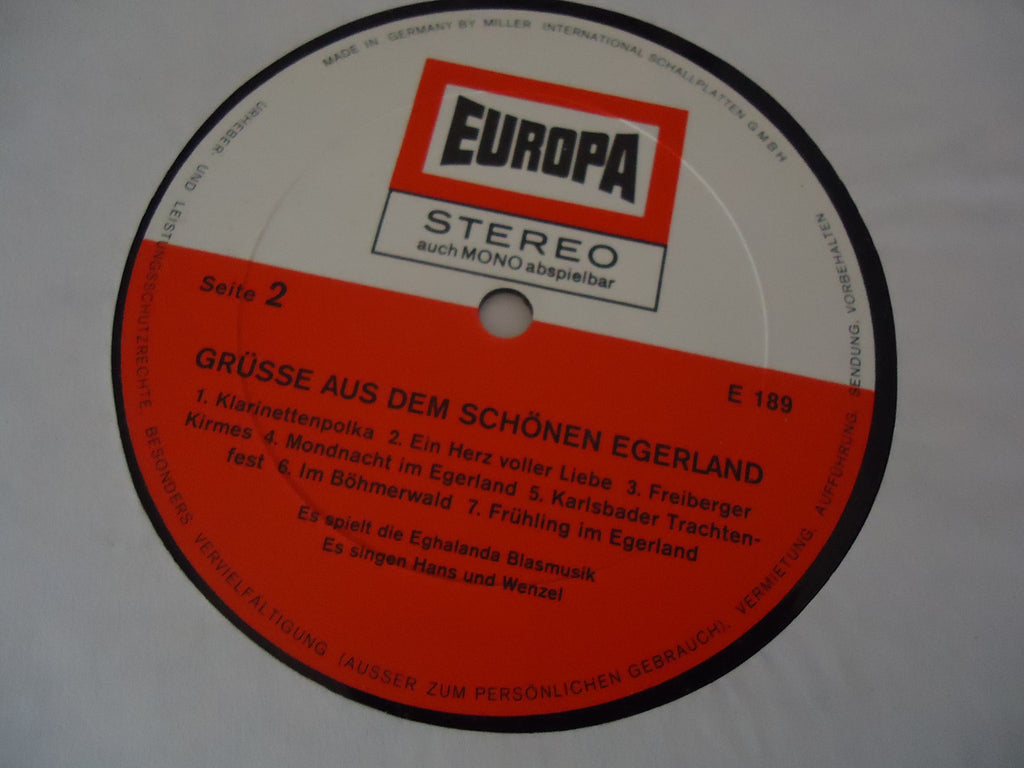 MADE IN GERMANY BY MILLER INTERNATIONAL SCHALLPLATTEN GMBH
EUROPA
STEREO
auch MONO abspielbar
Seite 2
E 189
GRÜSSE AUS DEM SCHÖNEN EGERLAND
1. Klarinettenpolka 2. Ein Herz voller Liebe 3. Freiberger
Kirmes 4. Mondnacht im Egerland 5. Karlsbader Trachten-
fest 6. Im Böhmerwald 7. Frühling im Egerland
Es spielt die Eghalanda Blasmusik
Es singen Hans und Wenzel
URHEBER- UND LEISTUNGSSCHUTZRECHTE, BESONDERS VERVIELFÄLTIGUNG (AUSSER ZUM PERSÖNLICHEN GEBRAUCH), VERMIETUNG, AUFFÜHRUNG, SENDUNG, VORBEHALTEN